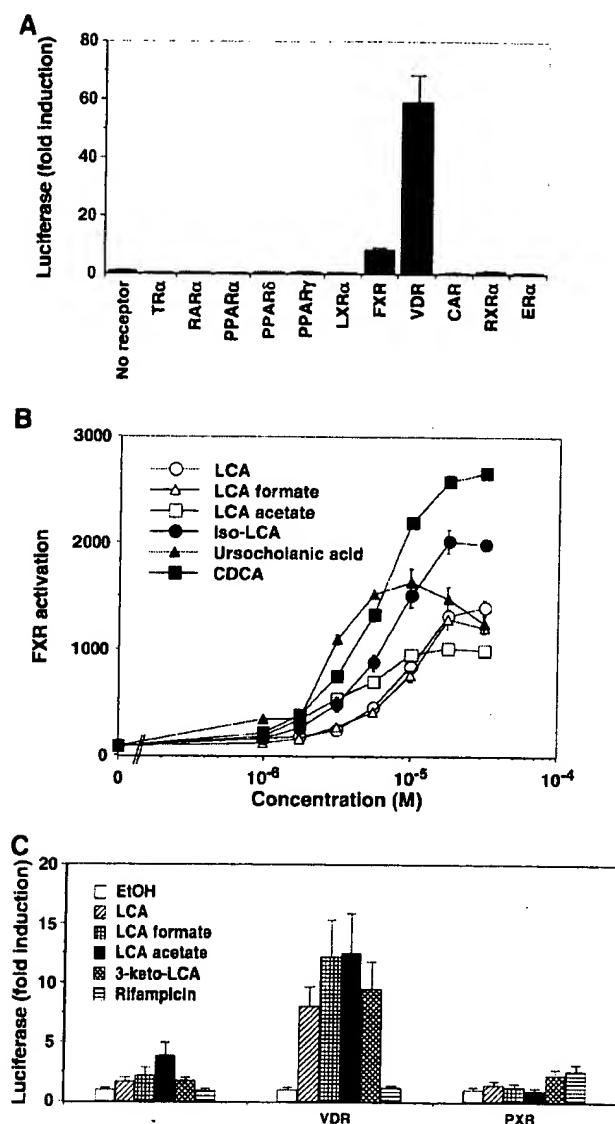 A
Luciferase (fold induction)
80
60
40
20
0
No receptor
TRα
RARα
PPARα
PPARδ
PPARγ
LXRα
FXR
VDR
CAR
RXRα
ERα
B
FXR activation
3000
2000
1000
0
LCA
LCA formate
LCA acetate
Iso-LCA
Ursocholanic acid
CDCA
0
10⁻⁶
10⁻⁵
10⁻⁴
Concentration (M)
C
Luciferase (fold induction)
20
15
10
5
0
EtOH
LCA
LCA formate
LCA acetate
3-keto-LCA
Rifampicin
-
VDR
PXR